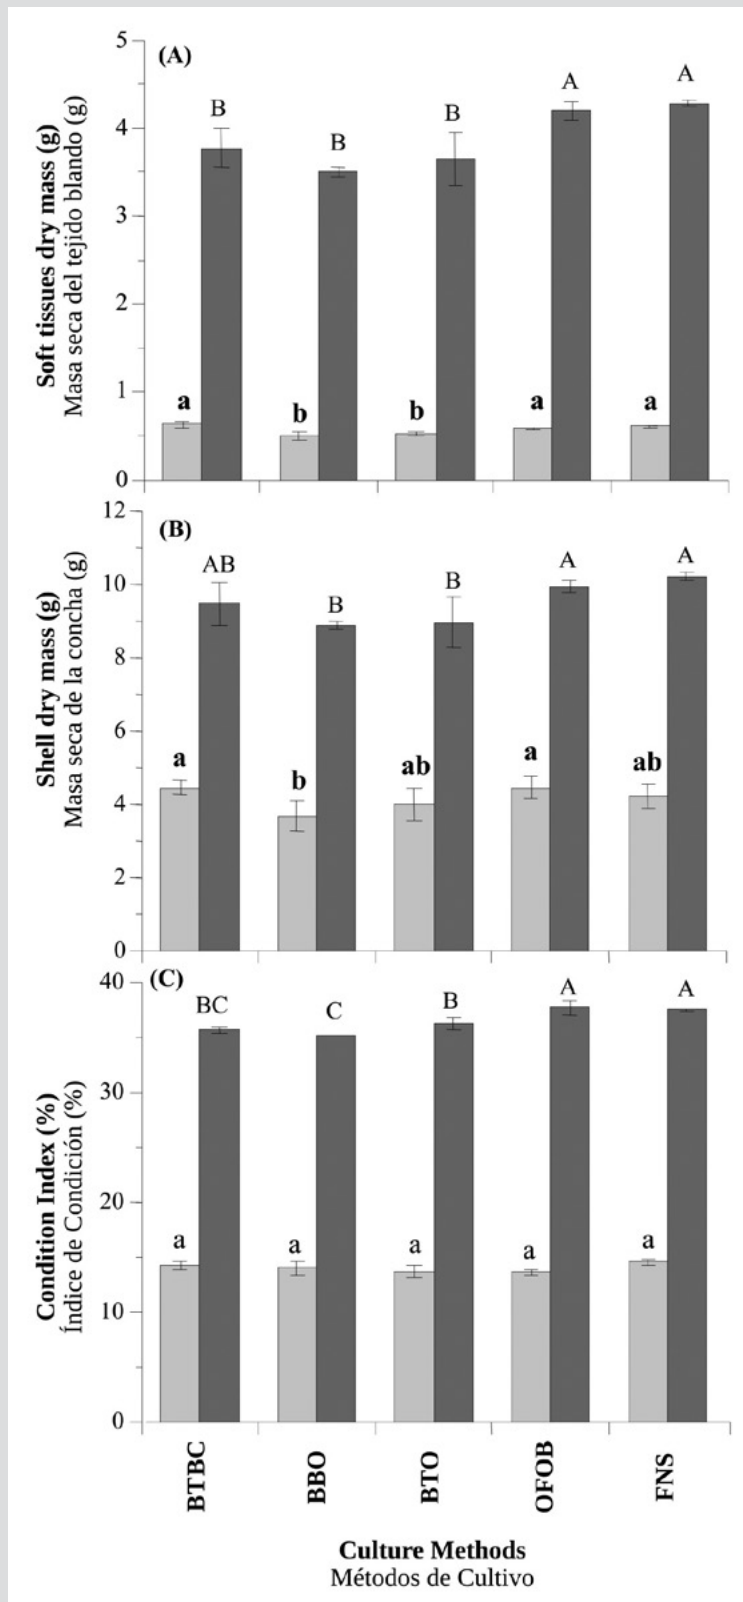 (A)
Soft tissues dry mass (g)
Masa seca del tejido blando (g)
5
4
3
2
1
0
B
B
B
A
A
a
b
b
a
a
(B)
Shell dry mass (g)
Masa seca de la concha (g)
12
10
8
6
4
2
0
AB
B
B
A
A
a
b
ab
a
ab
(C)
Condition Index (%)
Índice de Condición (%)
40
30
20
10
0
BC
C
B
A
A
a
a
a
a
a
BTBC
BBO
BTO
OFOB
FNS
Culture Methods
Métodos de Cultivo